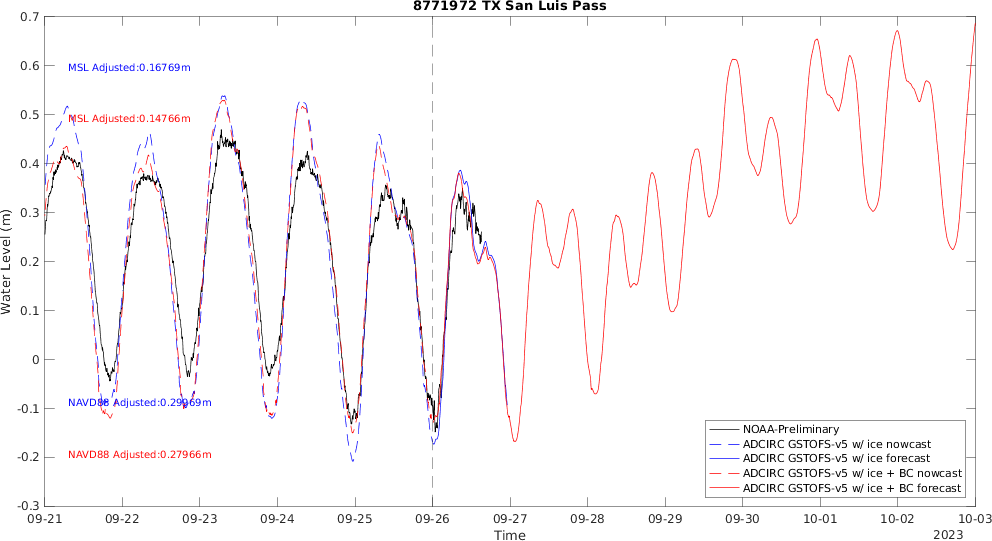 8771972 TX San Luis Pass
0.7
0.6
0.5
0.4
0.3
0.2
0.1
0
-0.1
-0.2
-0.3
Water Level (m)
MSL Adjusted:0.16769m
MSL Adjusted:0.14766m
NAVD88 Adjusted:0.29969m
NAVD88 Adjusted:0.27966m
NOAA-Preliminary
ADCIRC GSTOFS-v5 w/ ice nowcast
ADCIRC GSTOFS-v5 w/ ice forecast
ADCIRC GSTOFS-v5 w/ ice + BC nowcast
ADCIRC GSTOFS-v5 w/ ice + BC forecast
09-21 09-22 09-23 09-24 09-25 09-26 09-27 09-28 09-29 09-30 10-01 10-02 10-03
Time
2023